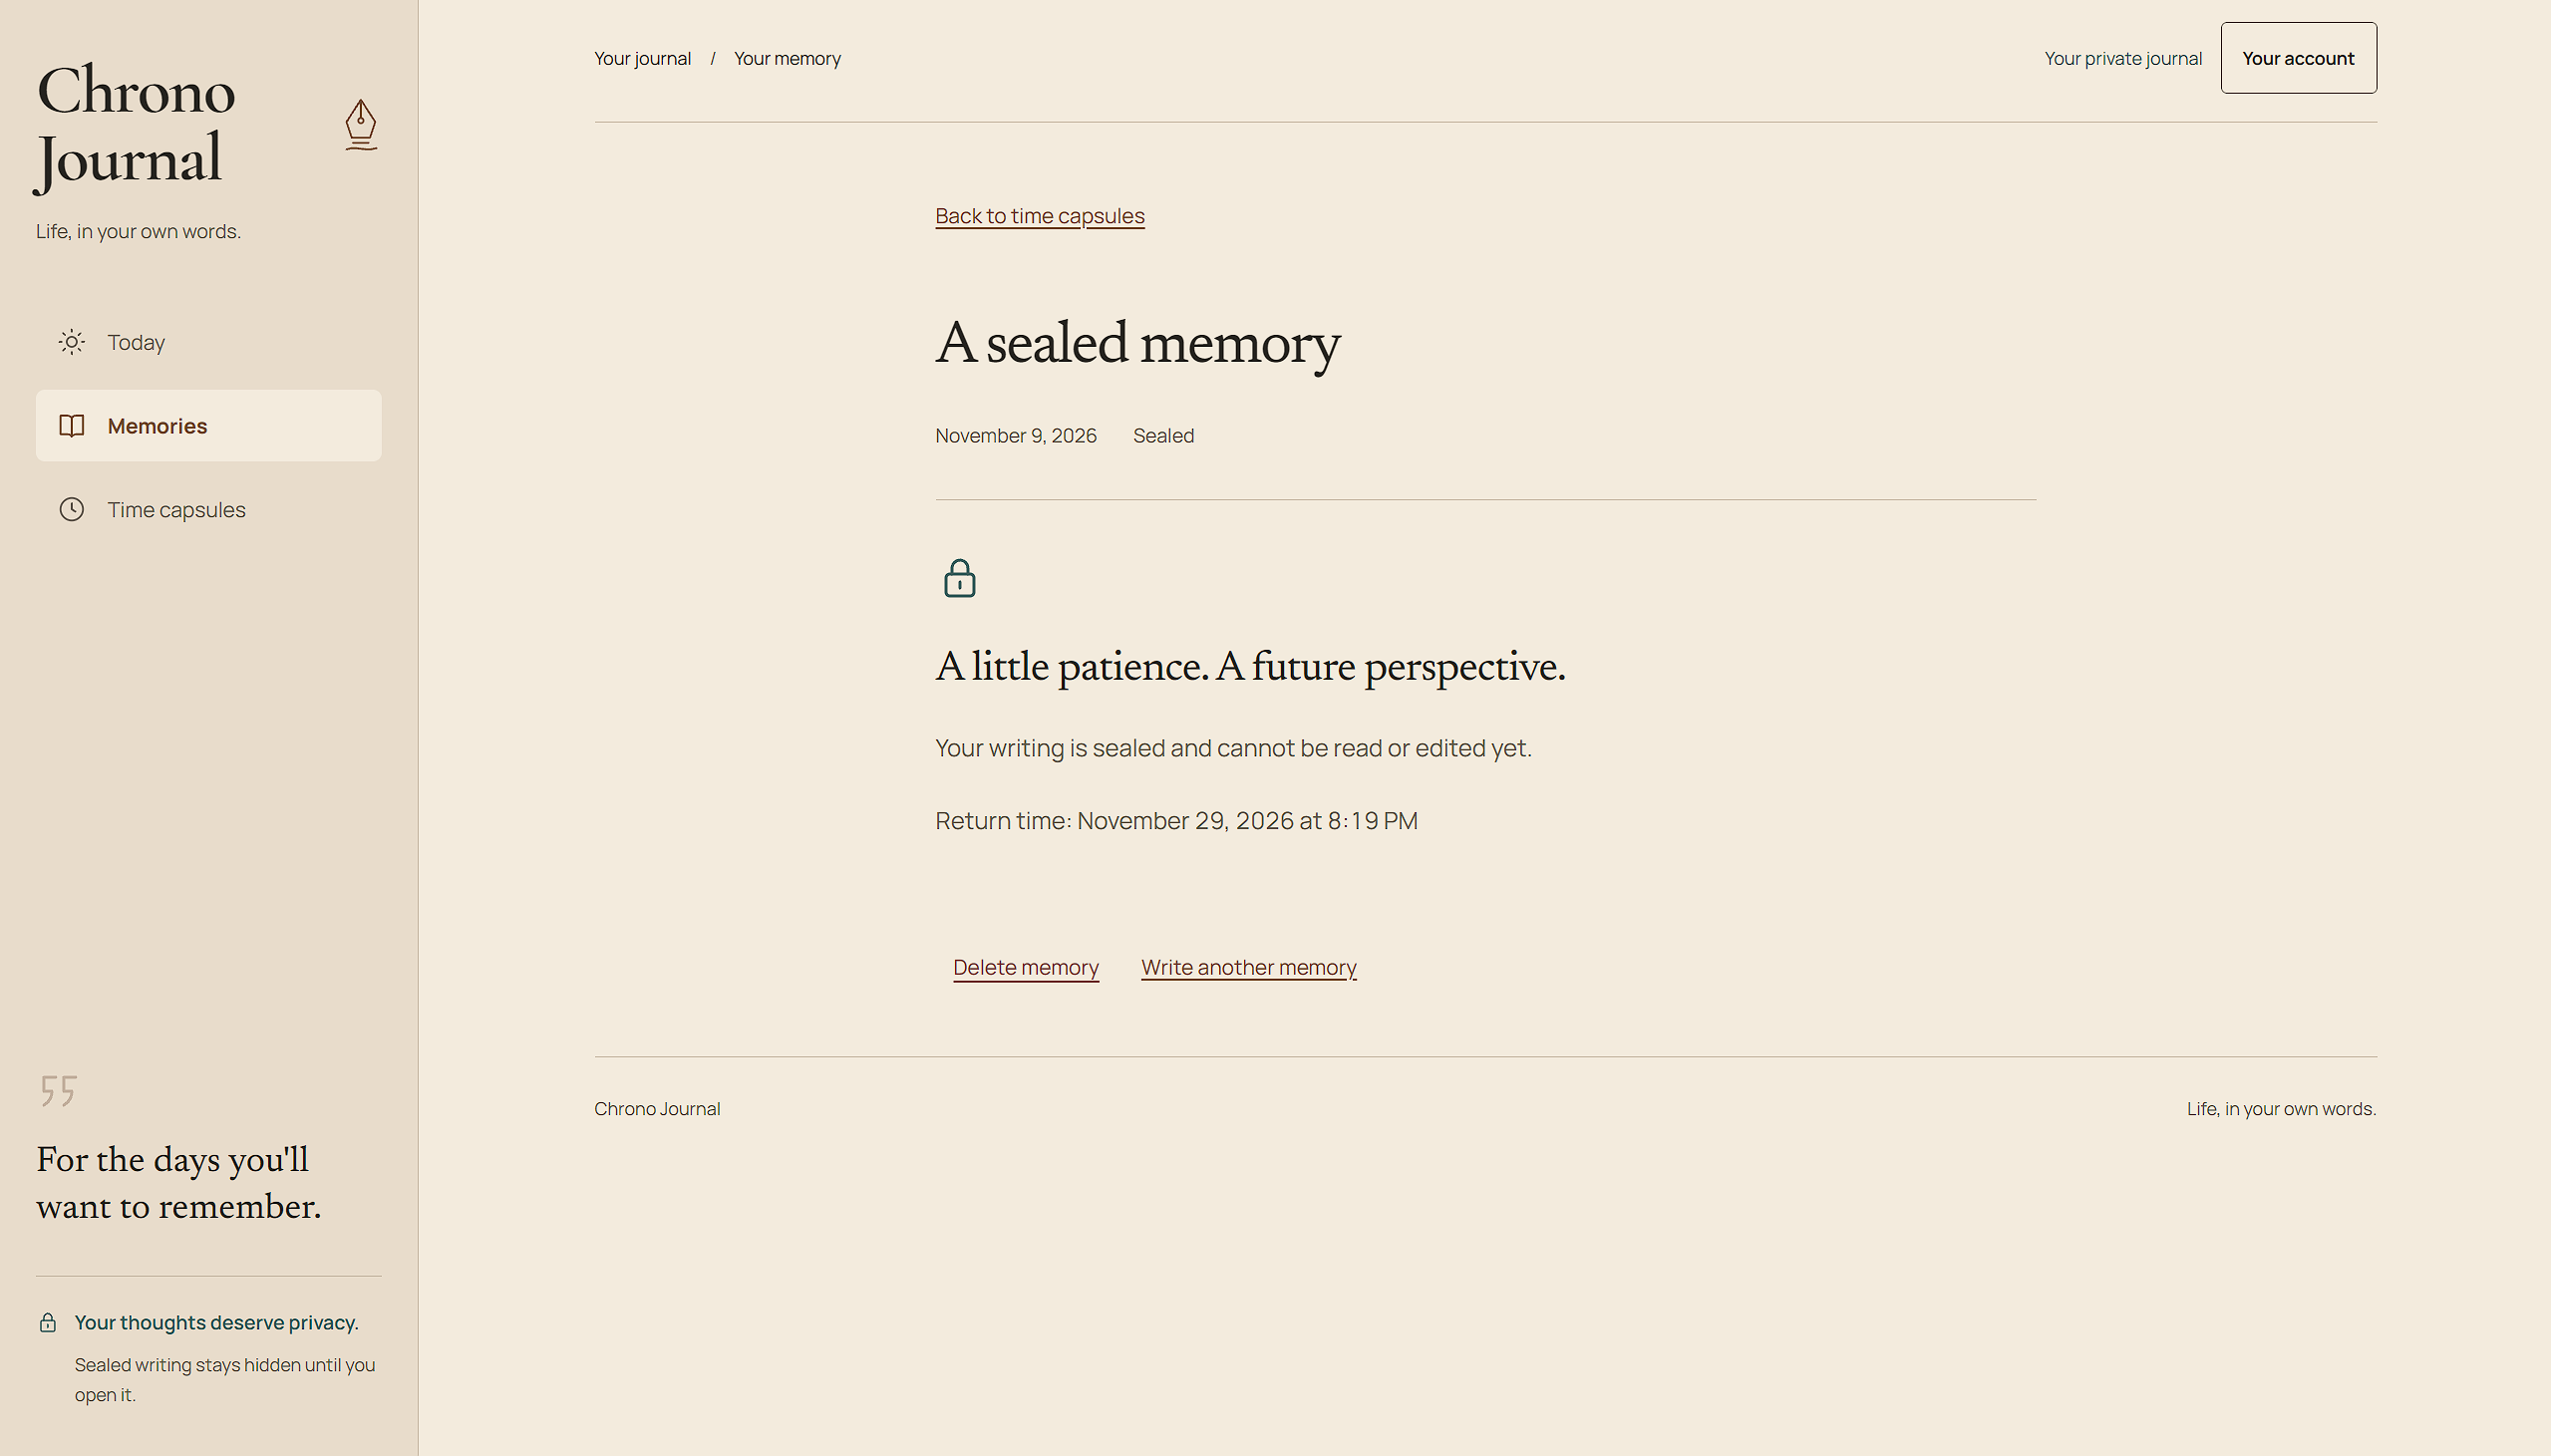 Chrono
Journal
Life, in your own words.
Today
Memories
Time capsules
For the days you'll
want to remember.
Your thoughts deserve privacy.
Sealed writing stays hidden until you
open it.
Your journal / Your memory
Your private journal
Your account
Back to time capsules
A sealed memory
November 9, 2026 Sealed
A little patience. A future perspective.
Your writing is sealed and cannot be read or edited yet.
Return time: November 29, 2026 at 8:19 PM
Delete memory Write another memory
Chrono Journal
Life, in your own words.